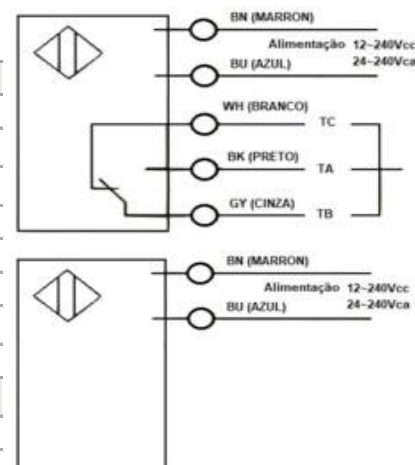 BN (MARRON)
Alimentação 12~240Vcc
BU (AZUL) 24~240Vca
WH (BRANCO) TC
BK (PRETO) TA
GY (CINZA) TB
BN (MARRON)
Alimentação 12~240Vcc
BU (AZUL) 24~240Vca